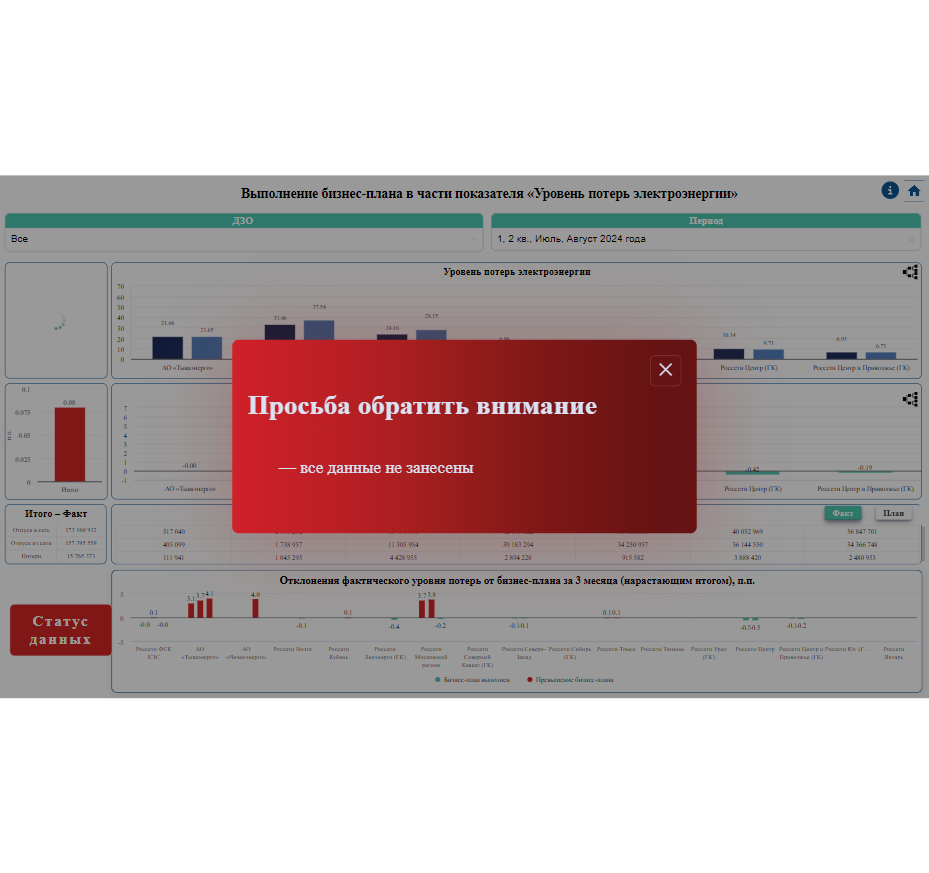 Выполнение бизнес-плана в части показателя «Уровень потерь электроэнергии»
ДЗО
Период
Все
1, 2 кв., Июль, Август 2024 года
Уровень потерь электроэнергии
70
60
50
40
30
20
10
0
21.66
21.65
33.86
37.54
24.16
28.15
10.14
9.71
6.93
6.73
АО «Тываэнерго»
Россети Центр (ГК)
Россети Центр и Приволжье (ГК)
Просьба обратить внимание
— все данные не занесены
0.1
0.075
0.05
0.025
0
п.п.
0.08
Итого
7
6
5
4
3
2
1
0
-1
-0.00
-0.42
-0.19
АО «Тываэнерго»
Россети Центр (ГК)
Россети Центр и Приволжье (ГК)
Итого – Факт
Факт
План
Отпуск в сеть
Отпуск из сети
157 395 559
Потери
15 765 373
517 040
40 032 969
36 847 701
405 099
1 738 957
11 305 954
39 183 294
34 250 957
36 144 550
34 366 748
111 941
1 043 295
4 428 955
2 894 228
915 582
3 888 420
2 480 953
Отклонения фактического уровня потерь от бизнес-плана за 3 месяца (нарастающим итогом), п.п.
5
0
-5
-0.0
0.1
-0.0
3.1
3.7
4.1
4.0
-0.1
0.1
-0.4
3.7
3.8
-0.2
-0.3
-0.1
0.1
0.1
-0.5
-0.5
-0.3
-0.2
Россети ФСК
ЕЭС
АО
«Тываэнерго»
АО
«Чеченэнерго»
Россети Волга
Россети
Кубань
Россети
Ленэнерго (ГК)
Россети
Московский
регион
Россети
Северный
Кавказ (ГК)
Россети Северо-
Запад
Россети Сибирь
(ГК)
Россети Томск
Россети Тюмень
Россети Урал
(ГК)
Россети Центр
Россети Центр и
Приволжье (ГК)
Россети Юг (Г...
Россети
Янтарь
Бизнес-план выполнен
Превышение бизнес-плана
Статус
данных